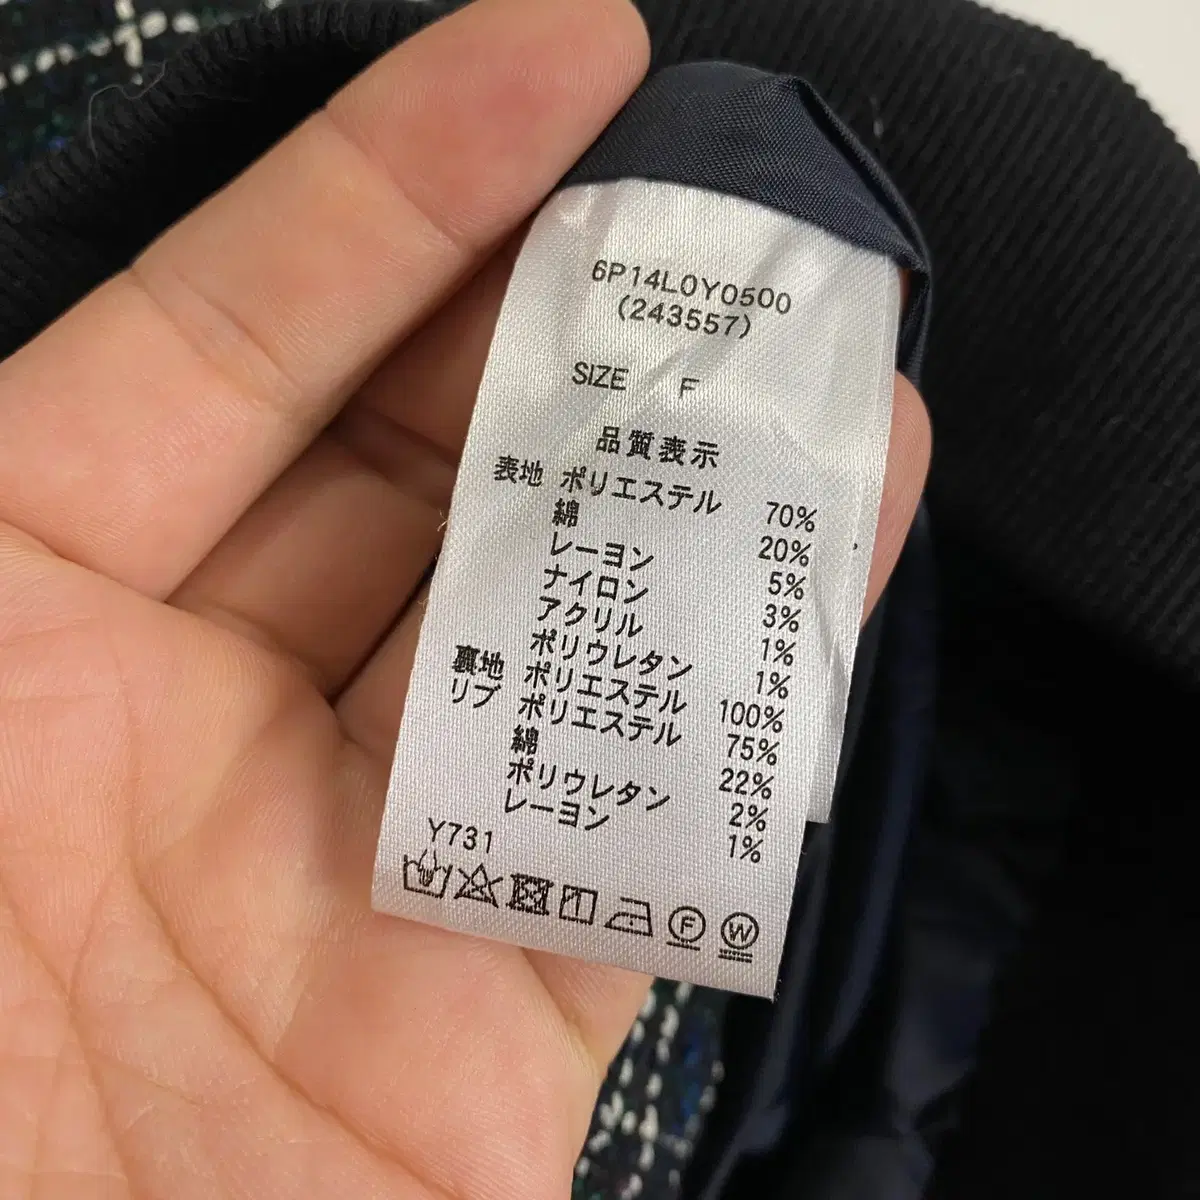 6P14L0Y0500
(243557)
SIZE F
品質表示
表地 ポリエステル 70%
綿 20%
レーヨン 5%
ナイロン 3%
アクリル 1%
ポリウレタン 1%
裏地 ポリエステル 100%
リブ ポリエステル 75%
綿 22%
ポリウレタン 2%
レーヨン 1%
Y731
F W